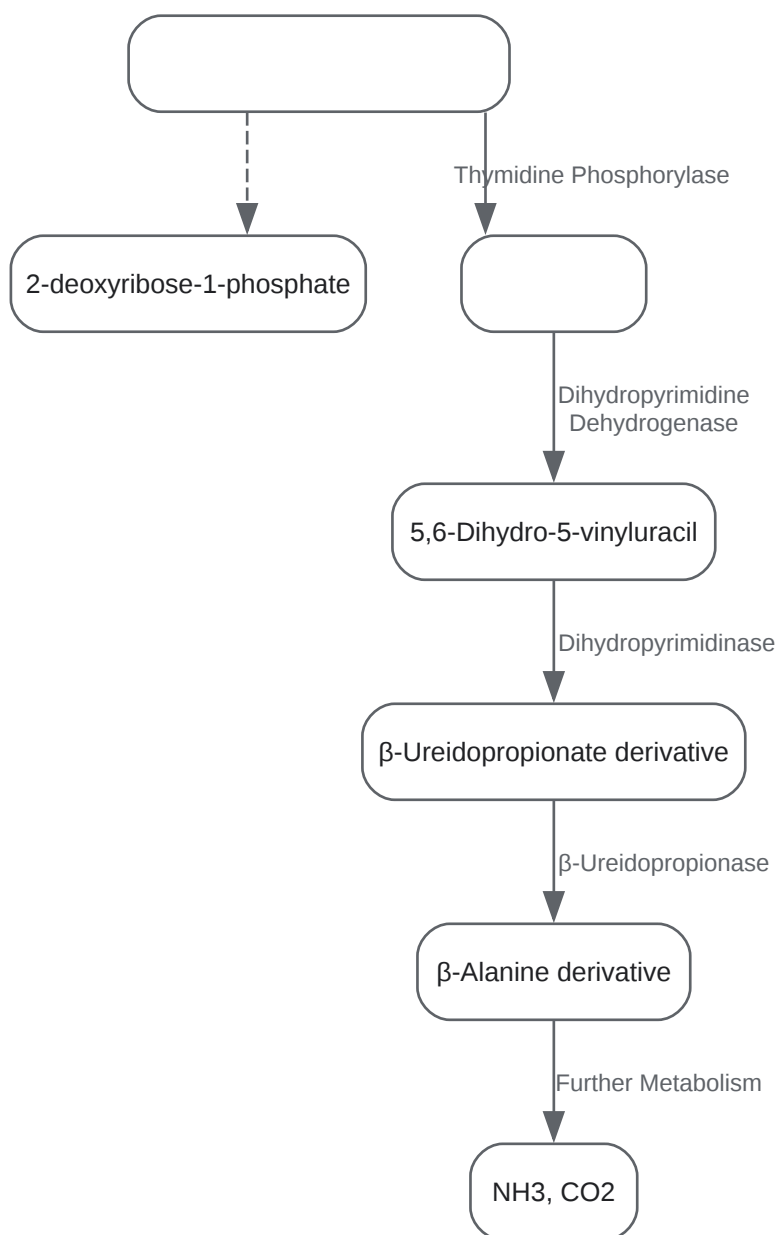 Thymidine Phosphorylase
2-deoxyribose-1-phosphate
Dihydropyrimidine
Dehydrogenase
5,6-Dihydro-5-vinyluracil
Dihydropyrimidinase
β-Ureidopropionate derivative
β-Ureidopropionase
β-Alanine derivative
Further Metabolism
NH3, CO2